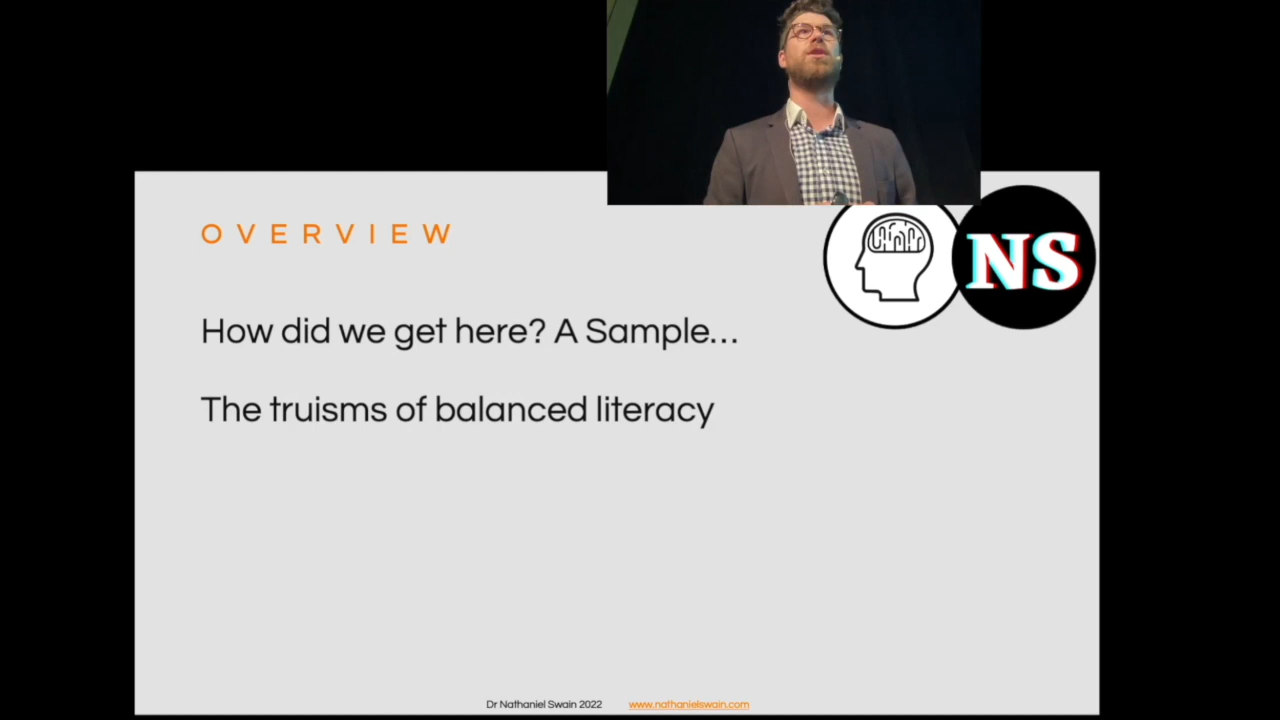 OVERVIEW
NS
How did we get here? A Sample...
The truisms of balanced literacy
Dr Nathaniel Swain 2022 www.nathanielswain.com